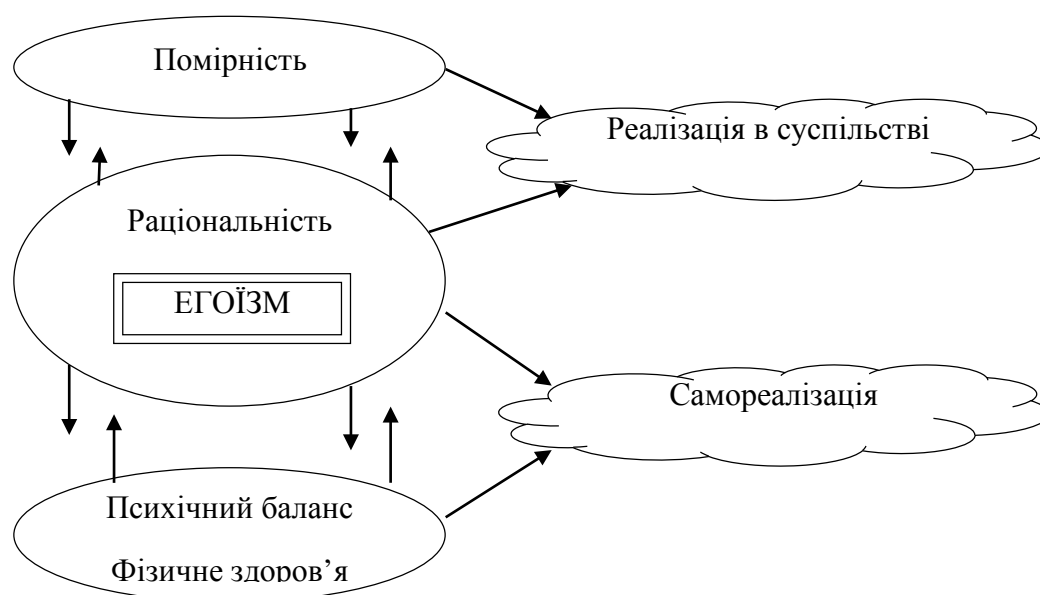 Помірність
Реалізація в суспільстві
Раціональність
ЕГОЇЗМ
Самореалізація
Психічний баланс
Фізичне здоров’я